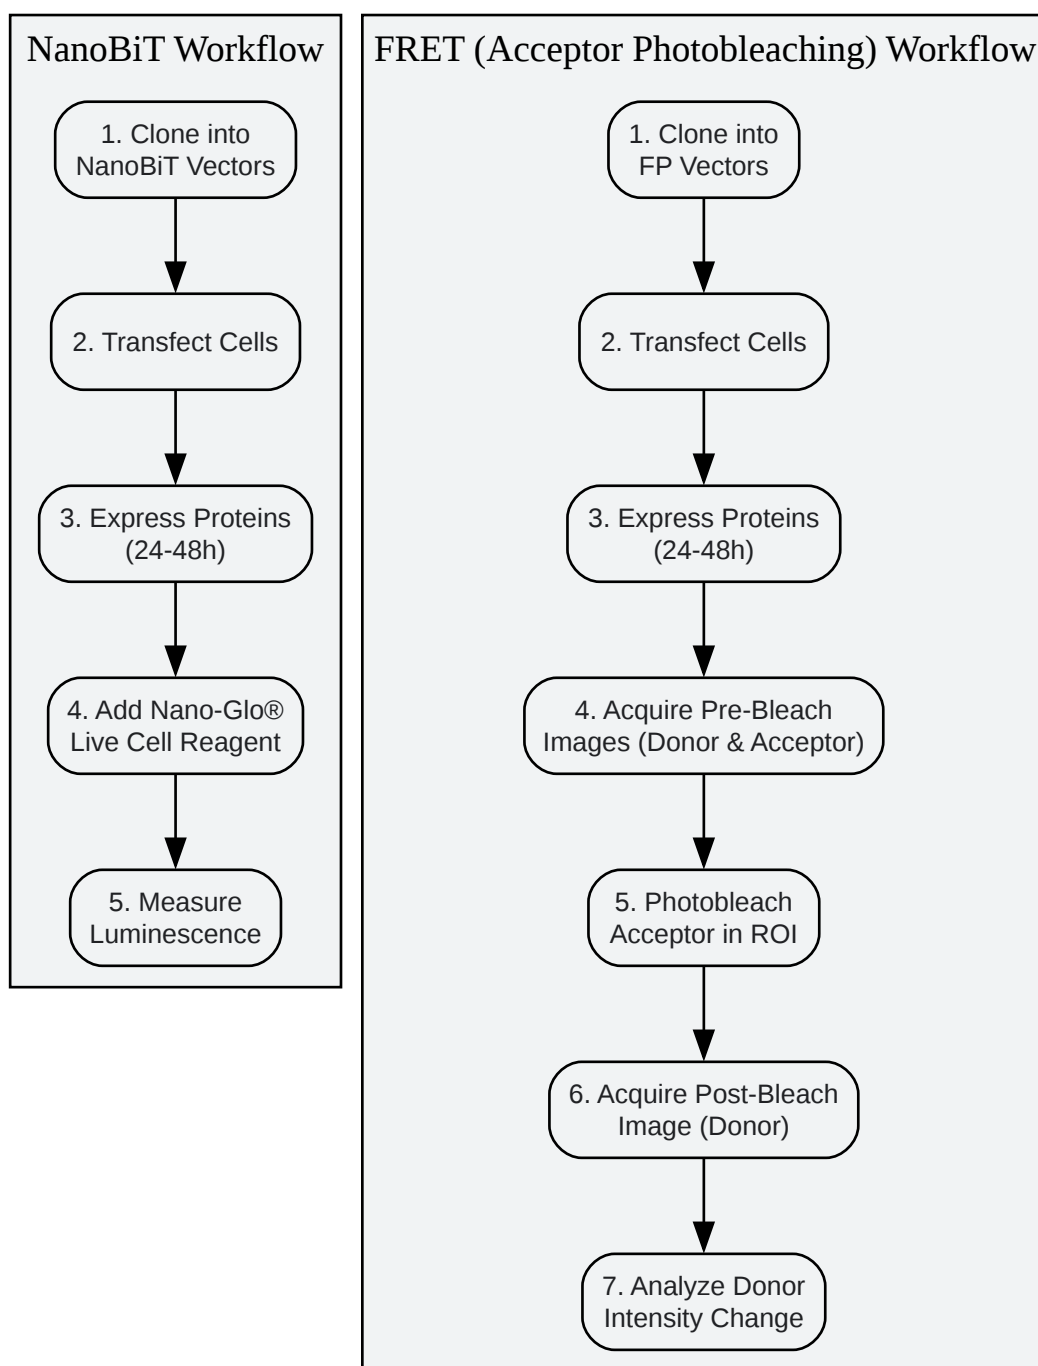 NanoBiT Workflow
1. Clone into
NanoBiT Vectors
2. Transfect Cells
3. Express Proteins
(24-48h)
4. Add Nano-Glo®
Live Cell Reagent
5. Measure
Luminescence
FRET (Acceptor Photobleaching) Workflow
1. Clone into
FP Vectors
2. Transfect Cells
3. Express Proteins
(24-48h)
4. Acquire Pre-Bleach
Images (Donor & Acceptor)
5. Photobleach
Acceptor in ROI
6. Acquire Post-Bleach
Image (Donor)
7. Analyze Donor
Intensity Change